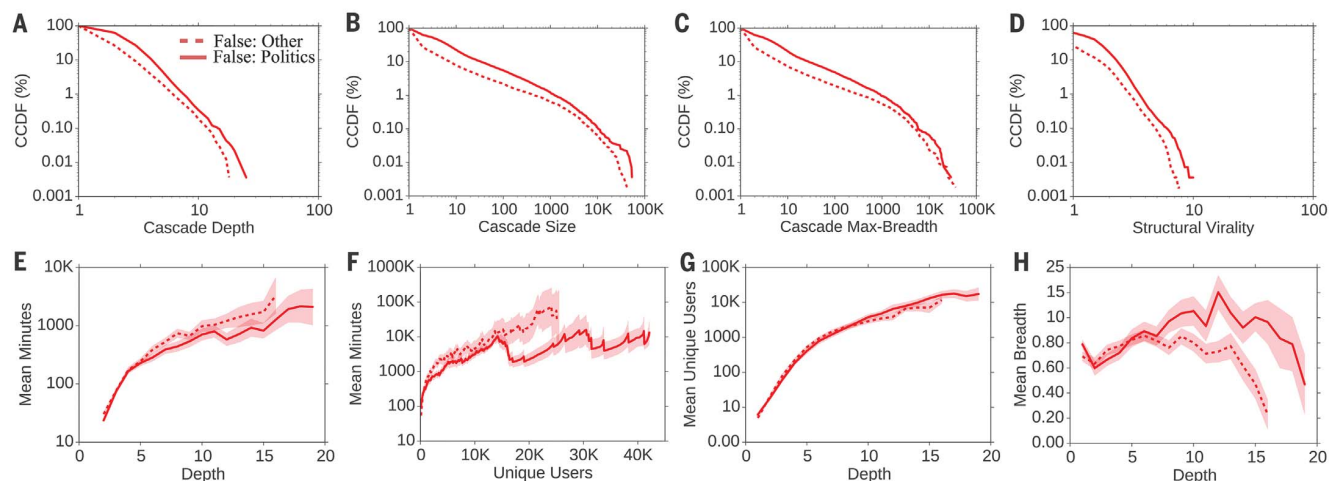 A
CCDF (%)
100
10
1
0.10
0.01
0.001
1
10
100
Cascade Depth
False: Other
False: Politics
B
CCDF (%)
100%
10
1
0.10
0.01
0.001
1
10
100
1000
10K
100K
Cascade Size
C
CCDF (%)
100%
10
1
0.10
0.01
0.001
1
10
100
1000
10K
100K
Cascade Max-Breadth
D
CCDF (%)
100%
10
1
0.10
0.01
0.001
1
10
100
Structural Virality
E
Mean Minutes
10K
1000
100
10
0
5
10
15
20
Depth
F
Mean Minutes
1000K
100K
10K
1000
100
10
0
10K
20K
30K
40K
Unique Users
G
Mean Unique Users
100K
10K
1000
100
10
0.00
0
5
10
15
20
Depth
H
Mean Breadth
25
15
10
0.80
0.60
0.40
0.20
0.00
0
5
10
15
20
Depth